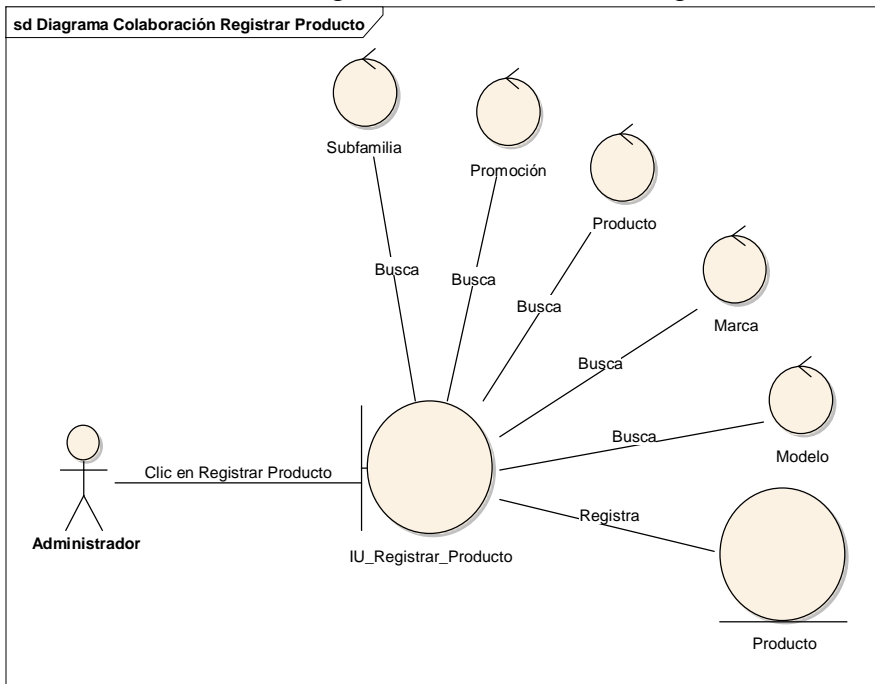 sd Diagrama Colaboración Registrar Producto
Subfamilia
Promoción
Producto
Marca
Modelo
Busca
Busca
Busca
Busca
Busca
Registra
Clic en Registrar Producto
Administrador
IU_Registrar_Producto
Producto